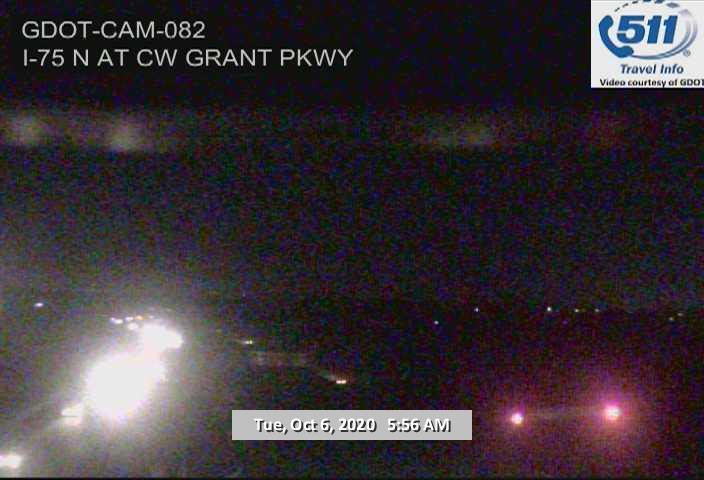 GDOT-CAM-082
I-75 N AT CW GRANT PKWY
511
®
Travel Info
Video courtesy of GDOT
Tue, Oct 6, 2020 5:56 AM